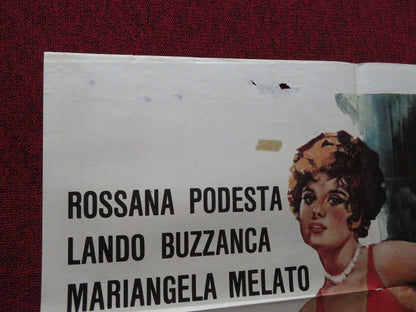 ROSSANA PODESTA
LANDO BUZZANCA
MARIANGELA MELATO